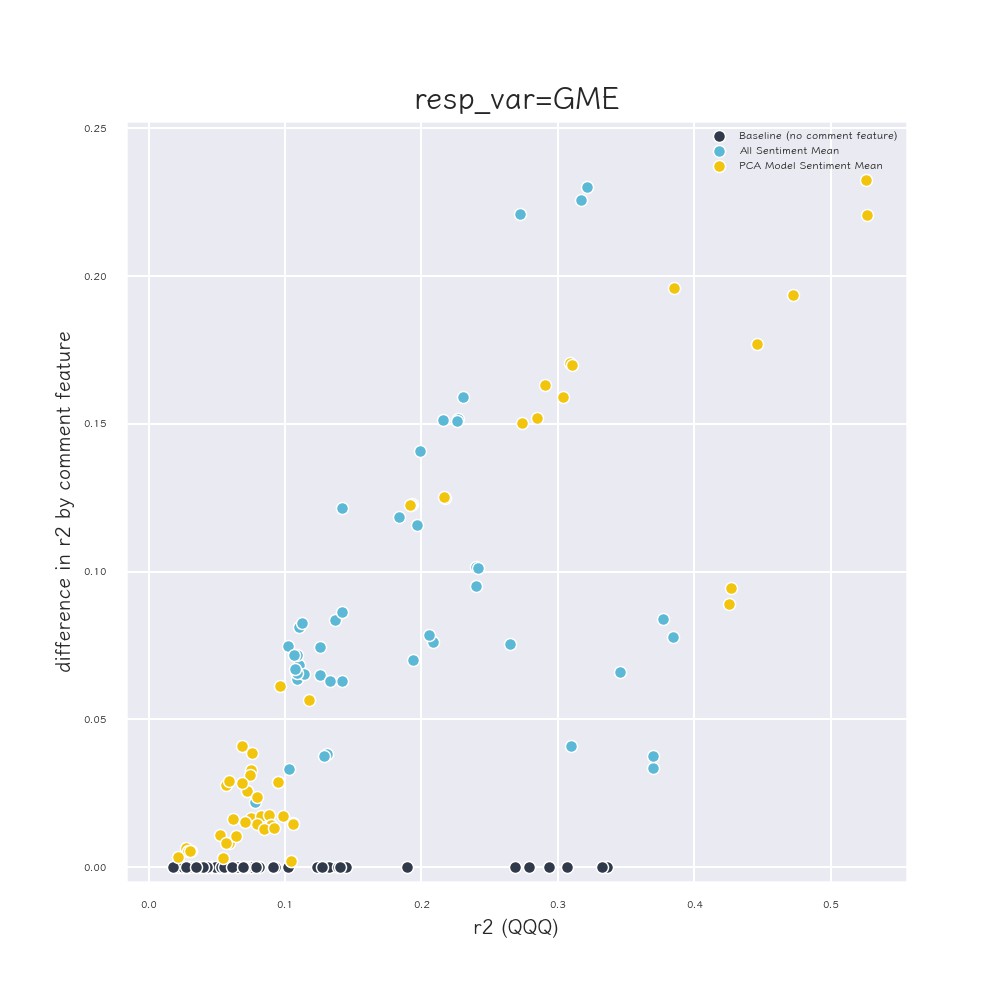 resp_var=GME
0.25
0.20
0.15
0.10
0.05
0.00
difference in r2 by comment feature
Baseline (no comment feature)
All Sentiment Mean
PCA Model Sentiment Mean
0.0 0.1 0.2 0.3 0.4 0.5
r2 (QQQ)